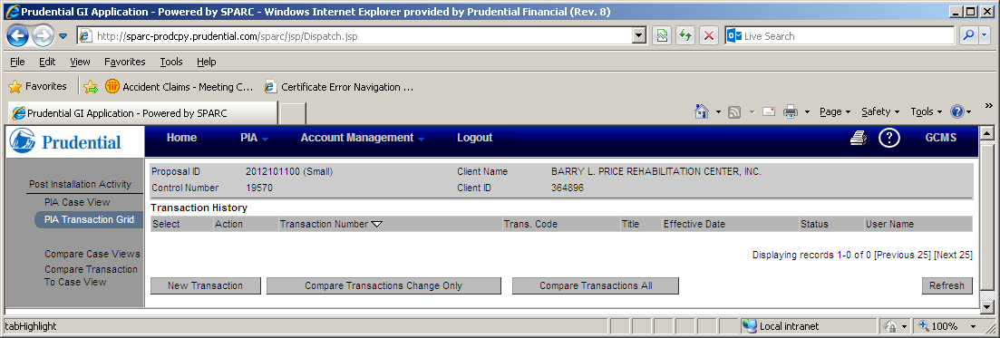 Prudential GI Application - Powered by SPARC - Windows Internet Explorer provided by Prudential Financial (Rev. 8)
http://sparc-prodcpy.prudential.com/sparc/jsp/Dispatch.jsp Live Search
File Edit View Favorites Tools Help
Favorites Accident Claims - Meeting C... Certificate Error Navigation ...
Prudential GI Application - Powered by SPARC Page Safety Tools
Prudential Home PIA Account Management Logout GCMS
Proposal ID 2012101100 (Small) Client Name BARRY L. PRICE REHABILITATION CENTER, INC.
Control Number 19570 Client ID 364896
Post Installation Activity
PIA Case View
PIA Transaction Grid
Compare Case Views
Compare Transaction
To Case View
Transaction History
Select Action Transaction Number Trans. Code Title Effective Date Status User Name
Displaying records 1-0 of 0 [Previous 25] [Next 25]
New Transaction Compare Transactions Change Only Compare Transactions All Refresh
tabHighlight Local intranet 100%